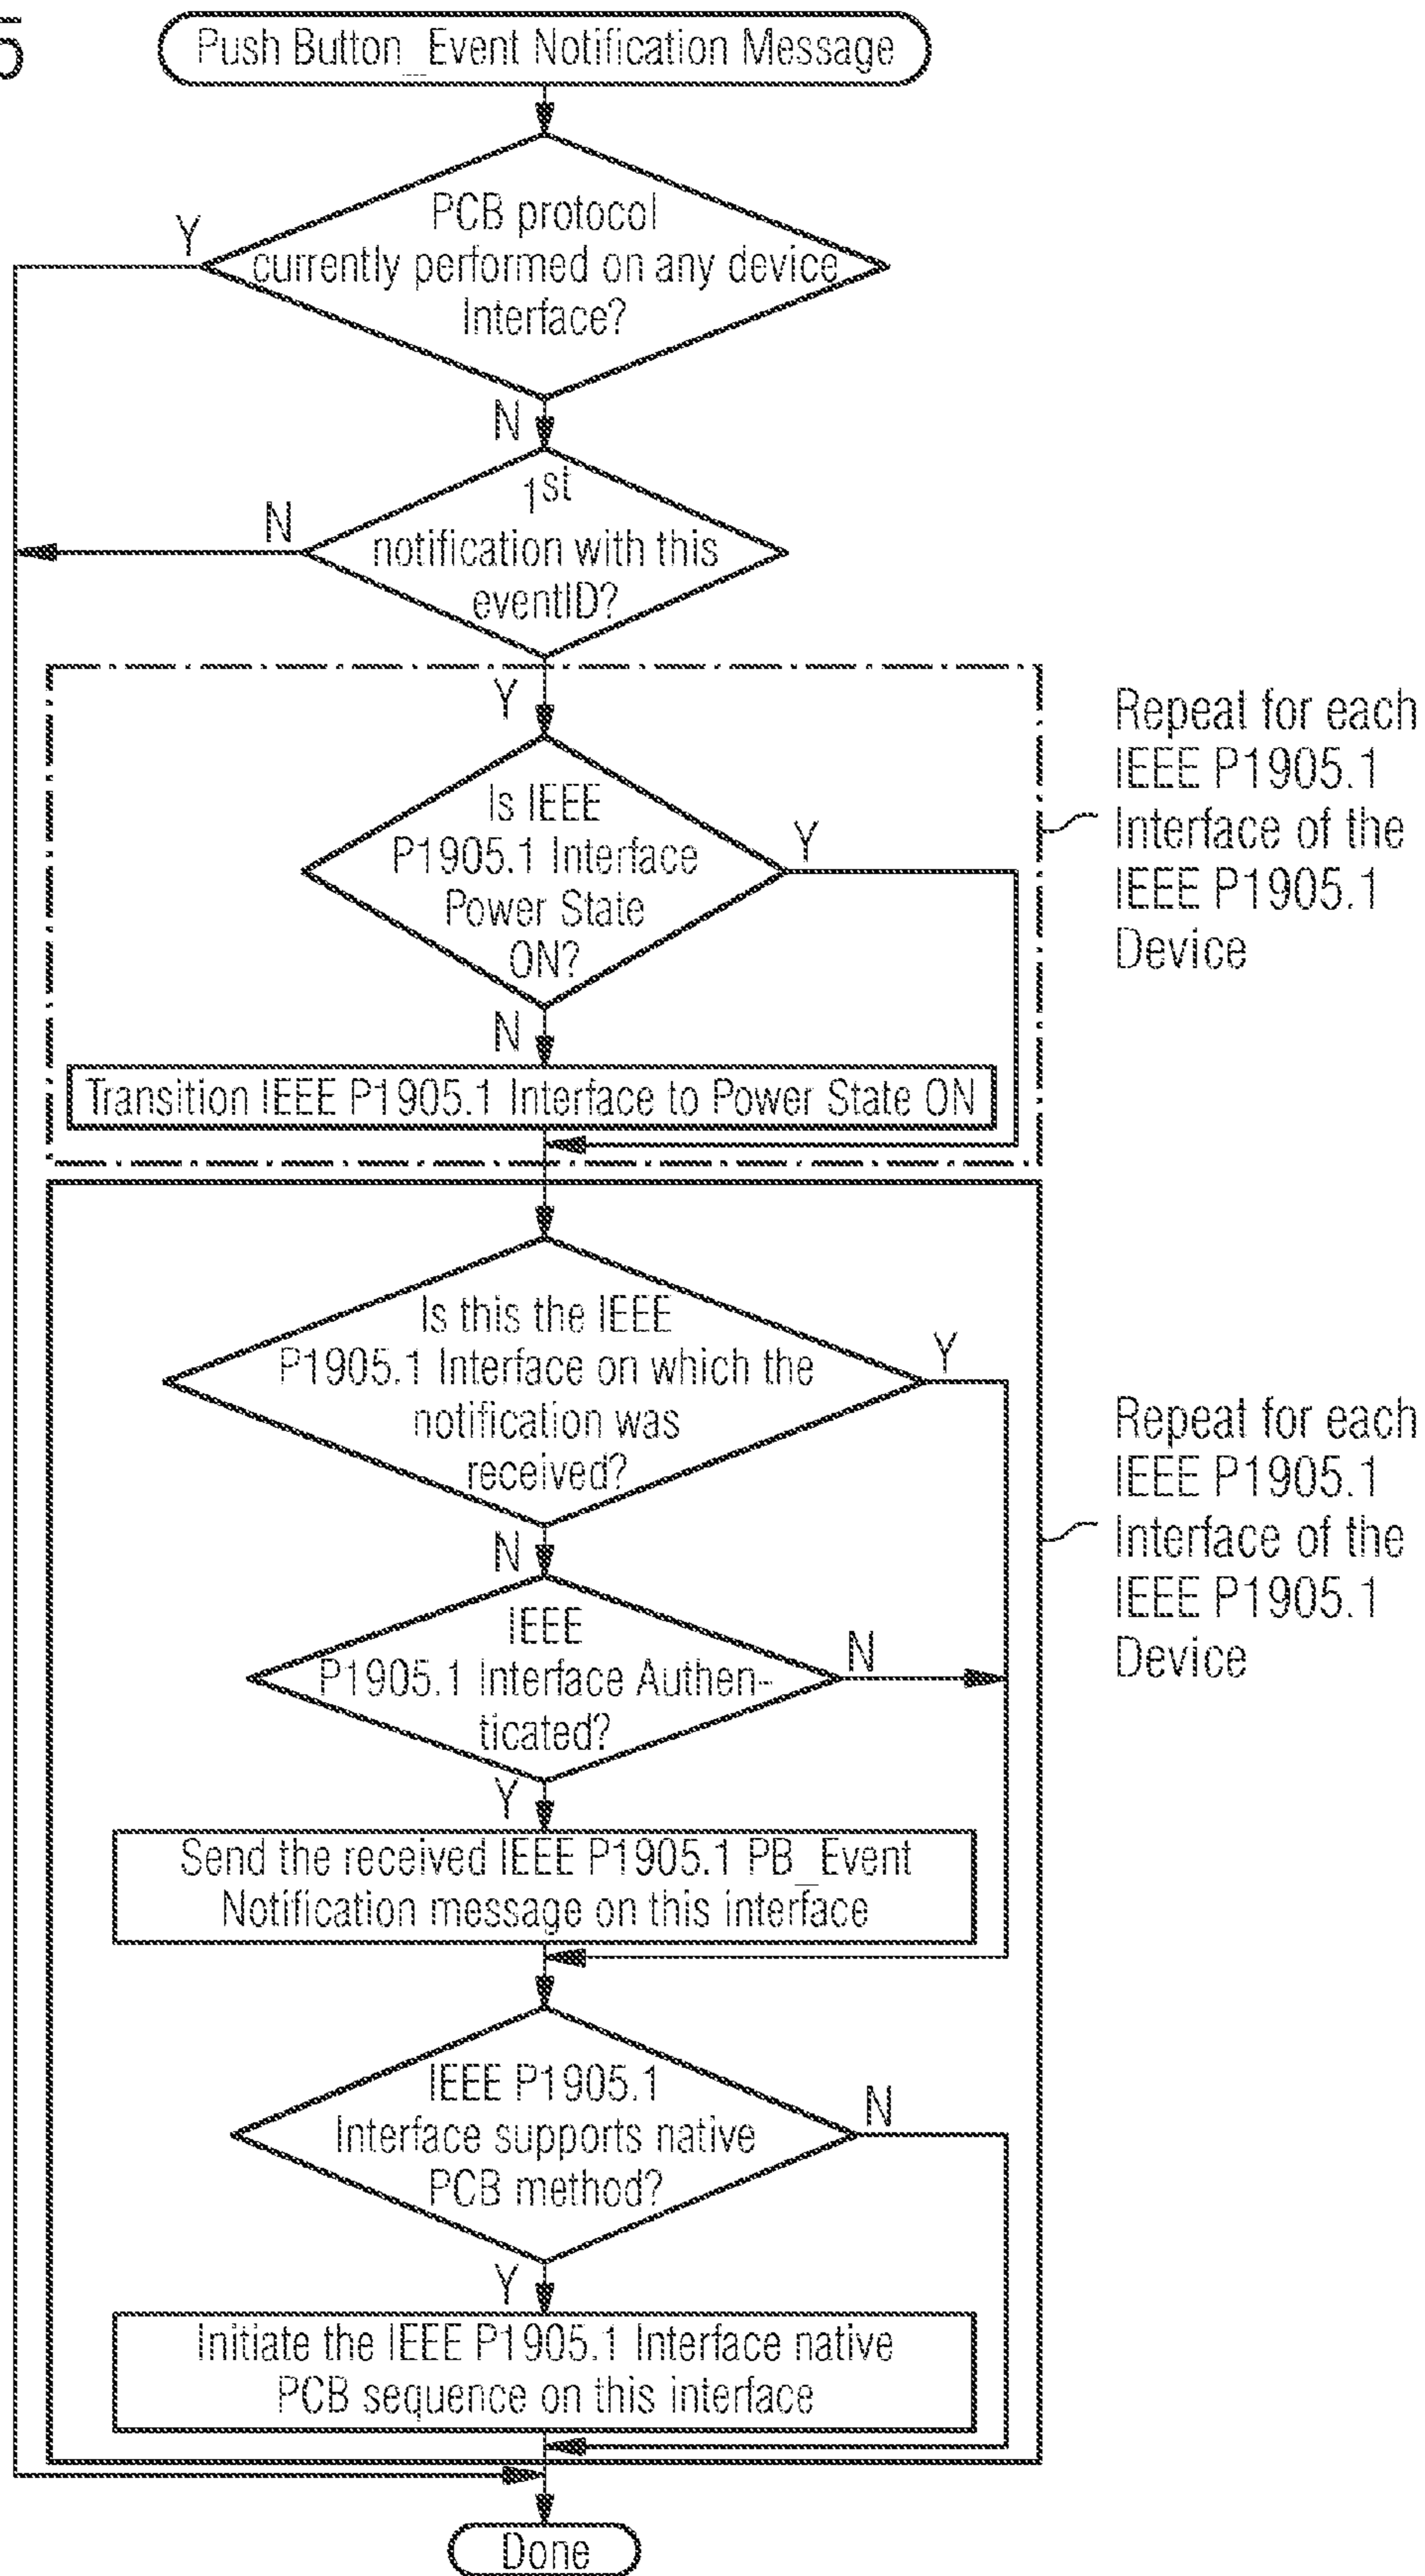 Push Button_Event Notification Message
PCB protocol
currently performed on any device
Interface?
Y
N
1st
notification with this
eventID?
N
Y
Is IEEE
P1905.1 Interface
Power State
ON?
Y
N
Transition IEEE P1905.1 Interface to Power State ON
Repeat for each
IEEE P1905.1
Interface of the
IEEE P1905.1
Device
Is this the IEEE
P1905.1 Interface on which the
notification was
received?
Y
N
IEEE
P1905.1 Interface Authen-
ticated?
N
Y
Send the received IEEE P1905.1 PB_Event
Notification message on this interface
IEEE P1905.1
Interface supports native
PCB method?
N
Y
Initiate the IEEE P1905.1 Interface native
PCB sequence on this interface
Repeat for each
IEEE P1905.1
Interface of the
IEEE P1905.1
Device
Done